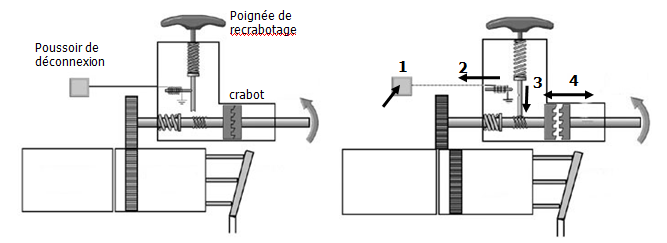 Poignée de
recrabotage
Poussoir de
déconnexion
crabot
1
2
3
4